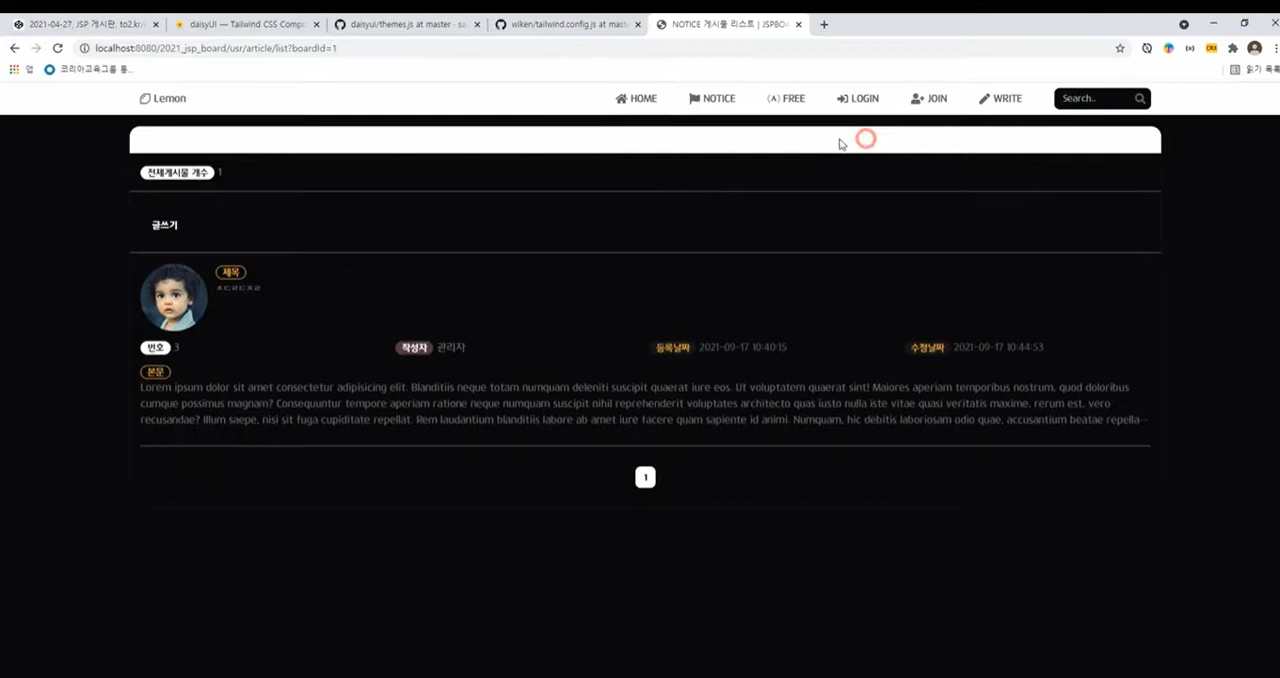 2021-04-27, JSP 게시판, to2.kr/
daisyUI — Tailwind CSS Compo
daisyui/themes.js at master · sa
wiken/tailwind.config.js at mast
NOTICE 게시물 리스트 | JSPBO
localhost:8080/2021_jsp_board/usr/article/list?boardId=1
앱
코리아교육그룹 통...
읽기 목록
Lemon
HOME
NOTICE
(A) FREE
LOGIN
JOIN
WRITE
Search..
전체게시물 개수 1
글쓰기
제목
ㅊㄷㄹㄷㅈㄹ
번호 3
작성자 관리자
등록날짜 2021-09-17 10:40:15
수정날짜 2021-09-17 10:44:53
본문
Lorem ipsum dolor sit amet consectetur adipisicing elit. Blanditiis neque totam numquam deleniti suscipit quaerat iure eos. Ut voluptatem quaerat sint! Maiores aperiam temporibus nostrum, quod doloribus
cumque possimus magnam? Consequuntur tempore aperiam ratione neque numquam suscipit nihil reprehenderit voluptates architecto quas iusto nulla iste vitae quasi veritatis maxime, rerum est, vero
recusandae? Illum saepe, nisi sit fuga cupiditate repellat. Rem laudantium blanditiis labore ab amet iure facere quam sapiente id animi. Numquam, hic debitis laboriosam odio quae, accusantium beatae repella…
1